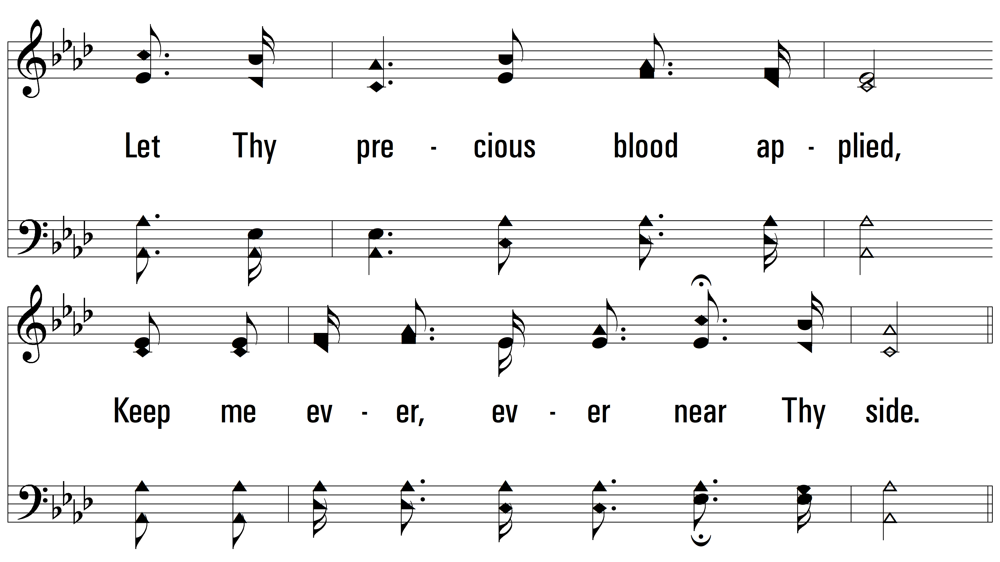 Let Thy pre - cious blood ap - plied,
Keep me ev - er, ev - er near Thy side.